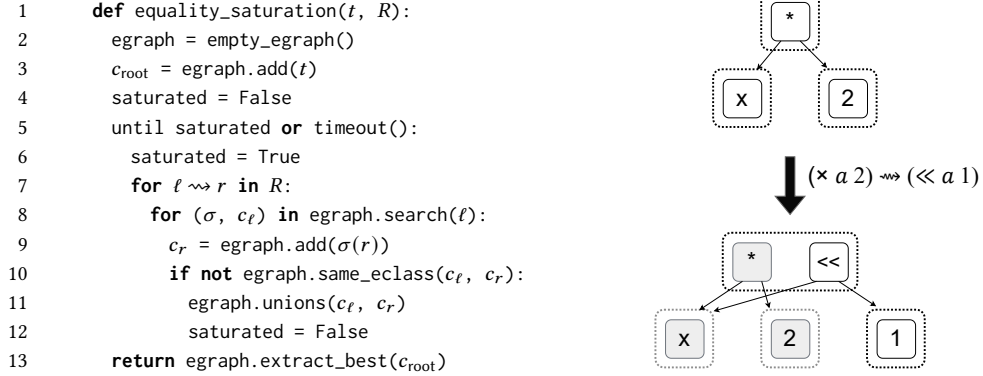 1 def equality_saturation(t, R):
2 egraph = empty_egraph()
3 c_root = egraph.add(t)
4 saturated = False
5 until saturated or timeout():
6 saturated = True
7 for ℓ ⇝ r in R:
8 for (σ, c_ℓ) in egraph.search(ℓ):
9 c_r = egraph.add(σ(r))
10 if not egraph.same_eclass(c_ℓ, c_r):
11 egraph.unions(c_ℓ, c_r)
12 saturated = False
13 return egraph.extract_best(c_root)
*
x 2
(× a 2) ⇝ (≪ a 1)
* <<
x 2 1